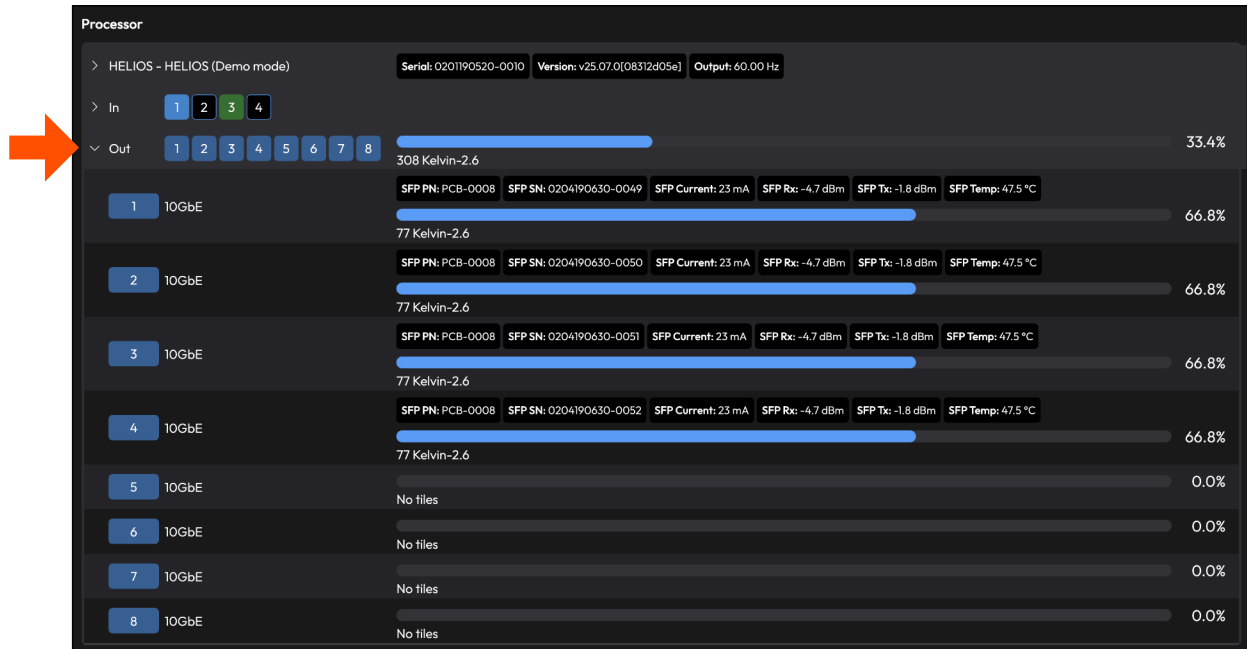 Processor
HELIOS - HELIOS (Demo mode) Serial: 0201190520-0010 Version: v25.07.0[08312d05e] Output: 60.00 Hz
In 1 2 3 4
Out 1 2 3 4 5 6 7 8 33.4%
308 Kelvin-2.6
SFP PN: PCB-0008 SFP SN: 0204190630-0049 SFP Current: 23 mA SFP Rx: -4.7 dBm SFP Tx: -1.8 dBm SFP Temp: 47.5 °C
1 10GbE 66.8%
77 Kelvin-2.6
SFP PN: PCB-0008 SFP SN: 0204190630-0050 SFP Current: 23 mA SFP Rx: -4.7 dBm SFP Tx: -1.8 dBm SFP Temp: 47.5 °C
2 10GbE 66.8%
77 Kelvin-2.6
SFP PN: PCB-0008 SFP SN: 0204190630-0051 SFP Current: 23 mA SFP Rx: -4.7 dBm SFP Tx: -1.8 dBm SFP Temp: 47.5 °C
3 10GbE 66.8%
77 Kelvin-2.6
SFP PN: PCB-0008 SFP SN: 0204190630-0052 SFP Current: 23 mA SFP Rx: -4.7 dBm SFP Tx: -1.8 dBm SFP Temp: 47.5 °C
4 10GbE 66.8%
77 Kelvin-2.6
5 10GbE 0.0%
No tiles
6 10GbE 0.0%
No tiles
7 10GbE 0.0%
No tiles
8 10GbE 0.0%
No tiles